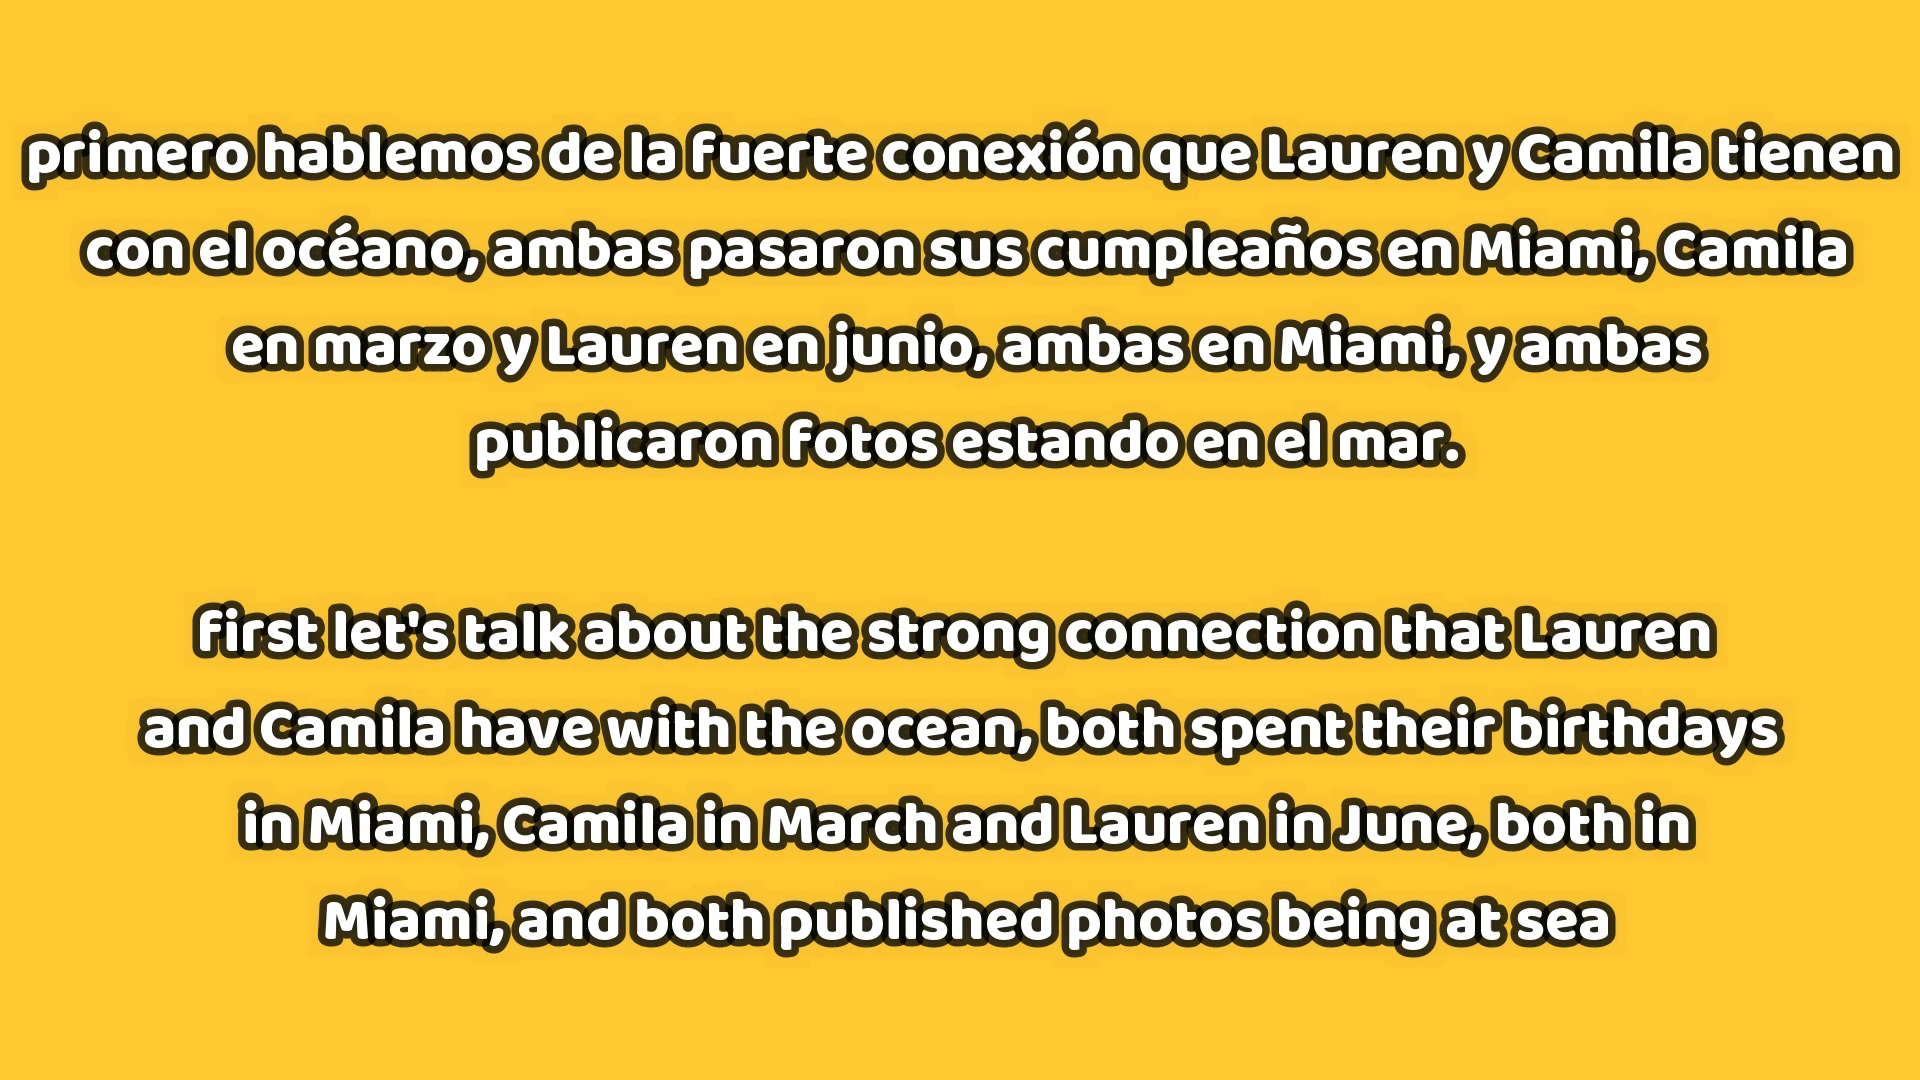 primero hablemos de la fuerte conexión que Lauren y Camila tienen
con el océano, ambas pasaron sus cumpleaños en Miami, Camila
en marzo y Lauren en junio, ambas en Miami, y ambas
publicaron fotos estando en el mar.
first let's talk about the strong connection that Lauren
and Camila have with the ocean, both spent their birthdays
in Miami, Camila in March and Lauren in June, both in
Miami, and both published photos being at sea